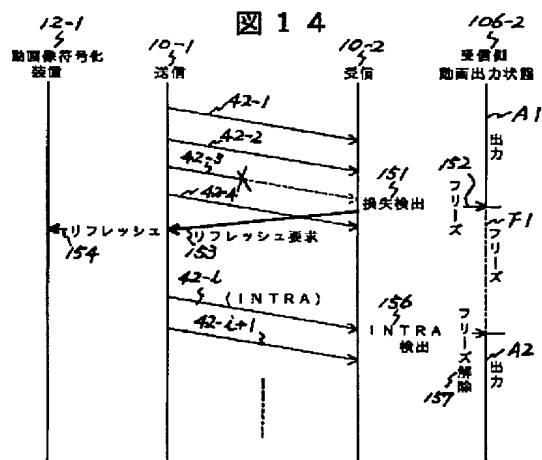 図14
12-1
10-1
10-2
106-2
動画像符号化
装置
送信
受信
受信側
動画出力状態
42-1
A1
出力
42-2
42-3
151
152
フリーズ
42-4
損失検出
F1
フリーズ
リフレッシュ
リフレッシュ要求
154
153
42-i
(INTRA)
156
INTRA
検出
42-i+1
フリーズ解除
A2
出力
157